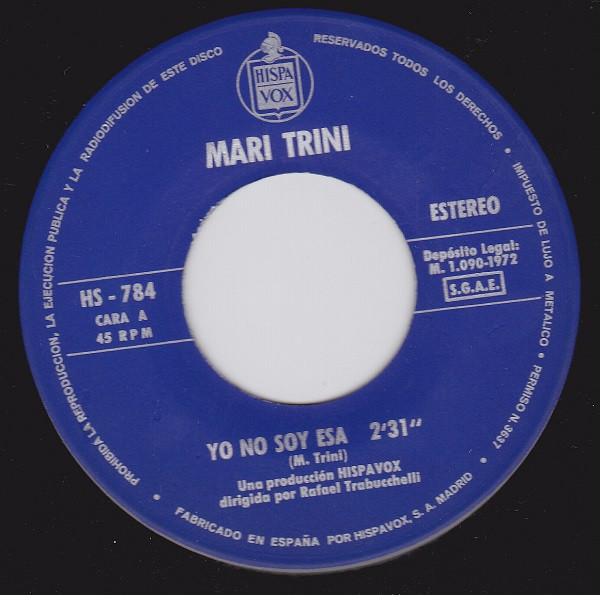 PROHIBIDA LA REPRODUCCION, LA EJECUCION PUBLICA Y LA RADIODIFUSION DE ESTE DISCO
RESERVADOS TODOS LOS DERECHOS • IMPUESTO DE LUJO A METALICO • PERMISO N. 3637
HISPA
VOX
MARI TRINI
ESTEREO
Depósito Legal:
M. 1.090-1972
S.G.A.E.
HS - 784
CARA A
45 RPM
YO NO SOY ESA 2'31"
(M. Trini)
Una producción HISPAVOX
dirigida por Rafael Trabucchelli
• FABRICADO EN ESPAÑA POR HISPAVOX, S. A. MADRID •